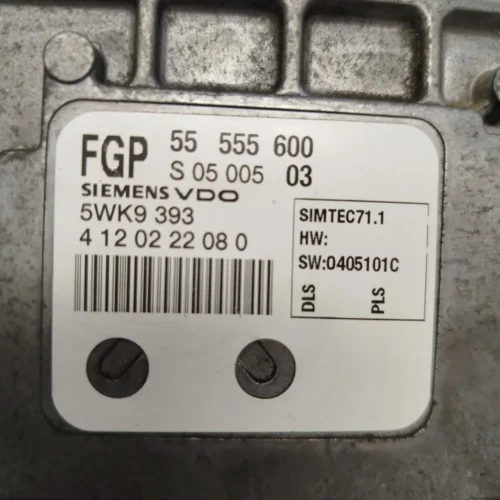 FGP 55 555 600
S 05 005 03
SIEMENS VDO
5WK9 393
4 12 02 22 08 0
SIMTEC71.1
HW:
SW:0405101C
DLS
PLS